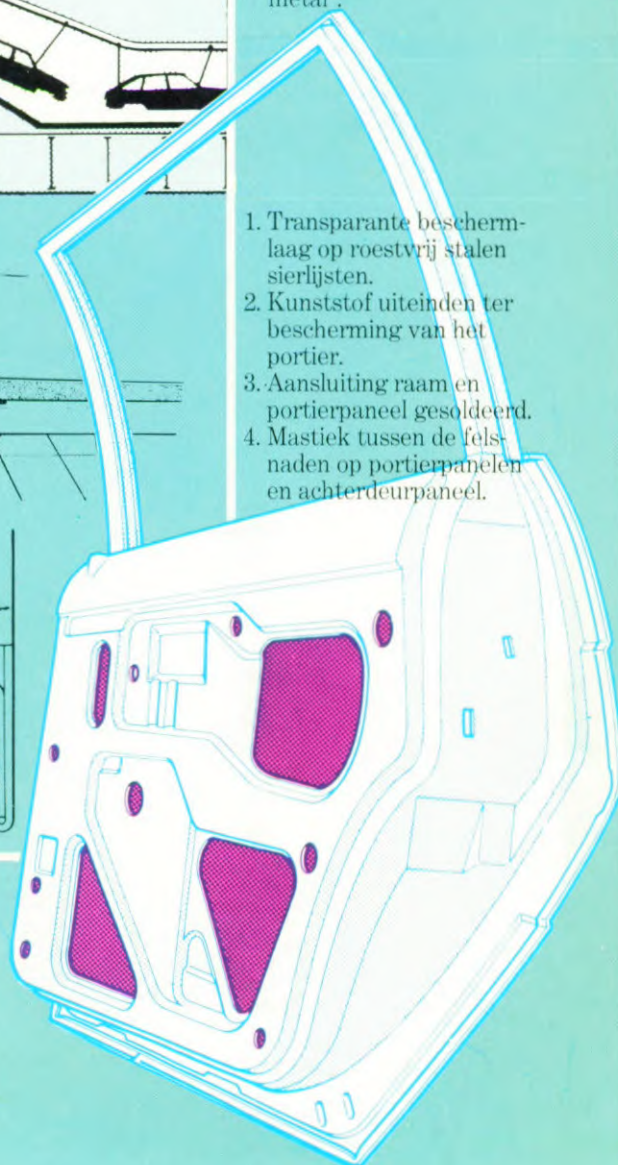 metal".
1. Transparante bescherm-
laag op roestvrij stalen
sierlijsten.
2. Kunststof uiteinden ter
bescherming van het
portier.
3. Aansluiting raam en
portierpaneel gesoldeerd.
4. Mastiek tussen de fels-
naden op portierpanelen
en achterdeurpaneel.